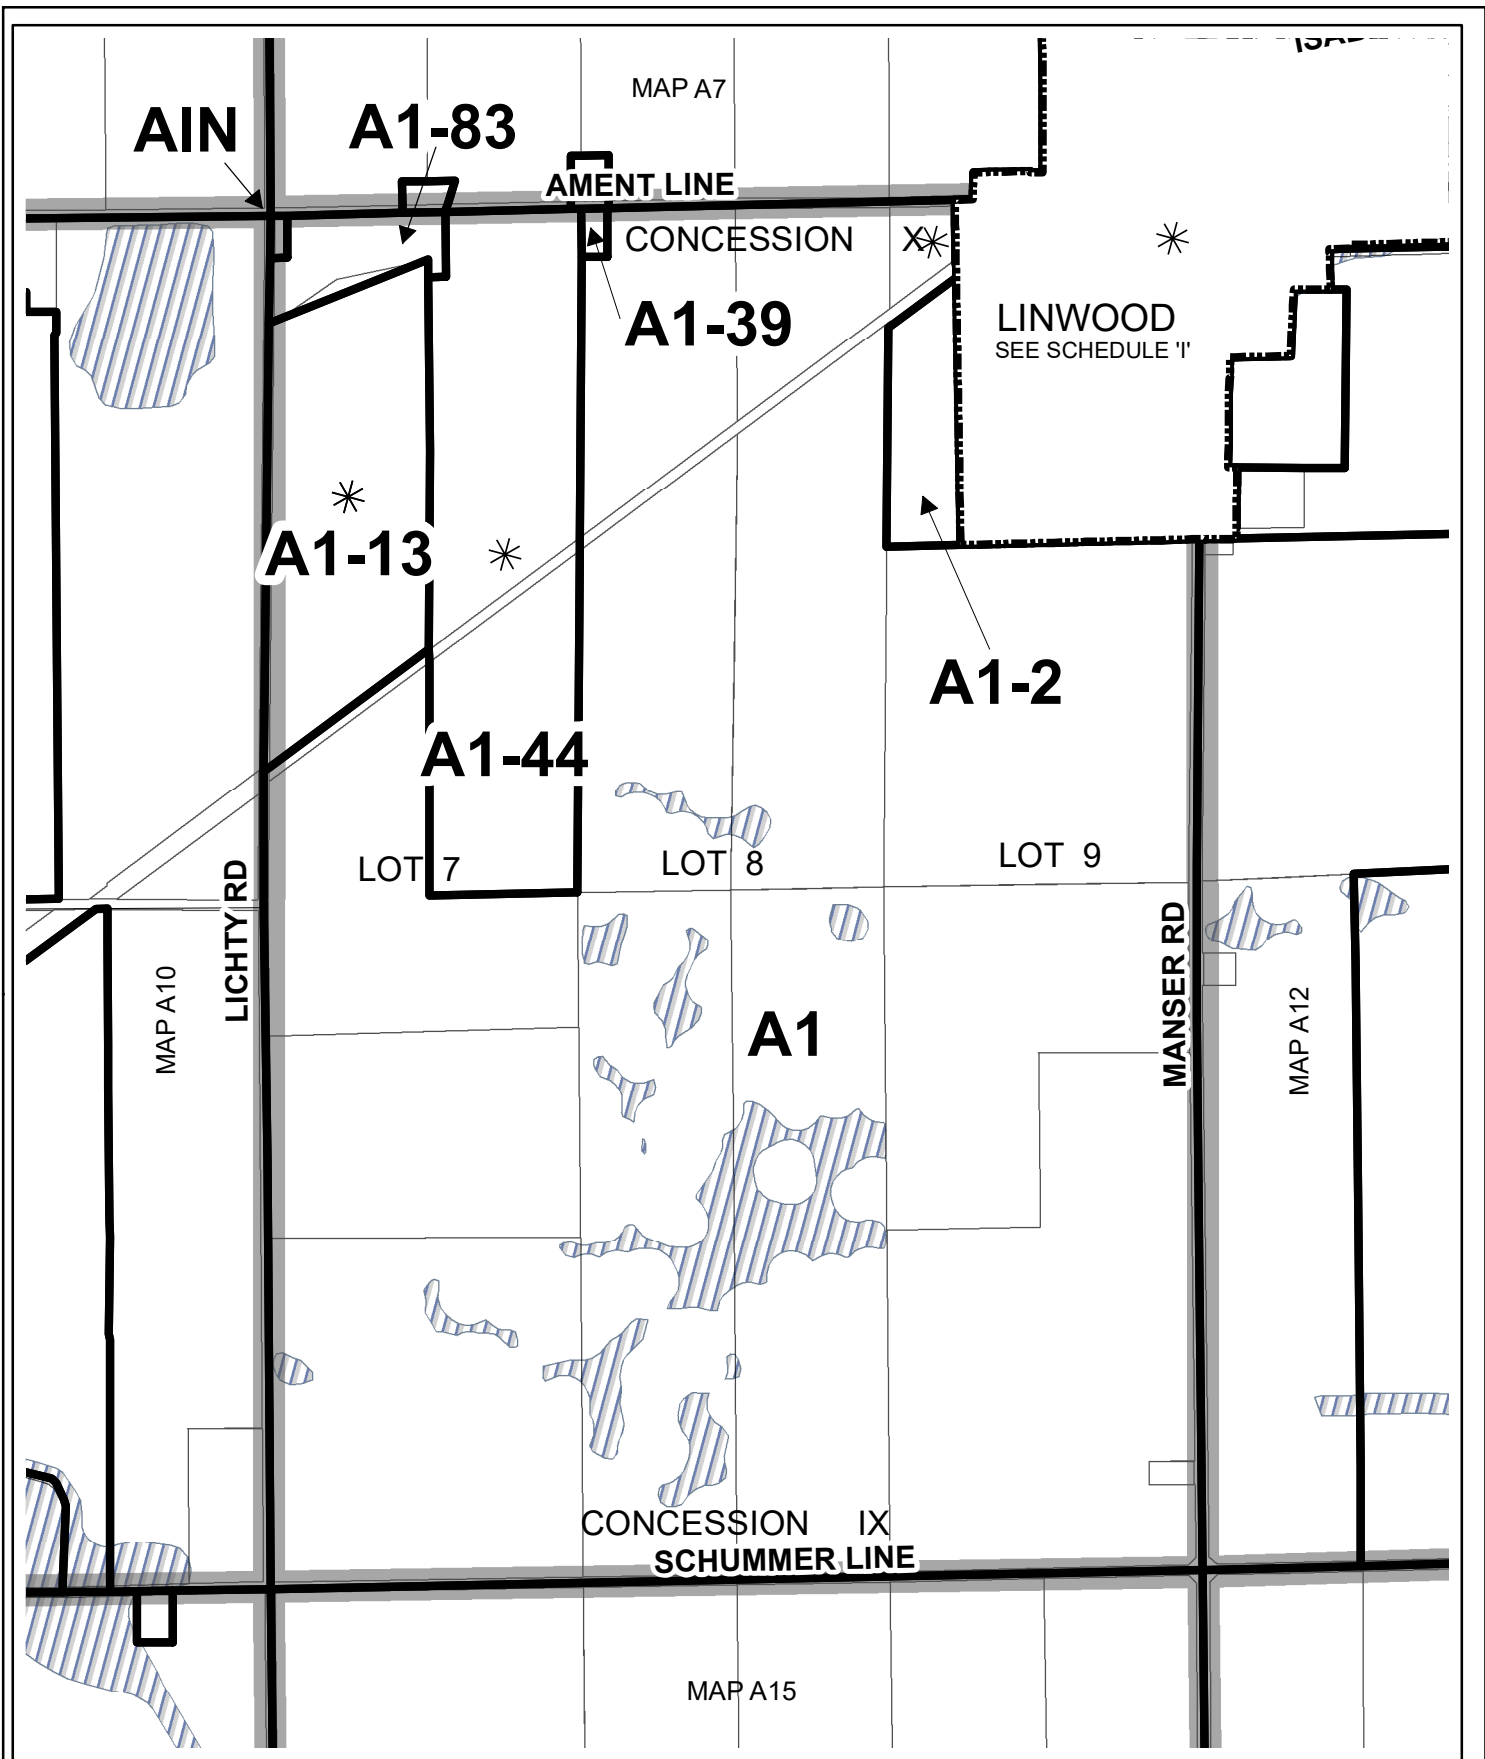 MAP A7
AIN
A1-83
AMENT LINE
CONCESSION X
A1-39
LINWOOD
SEE SCHEDULE 'I'
A1-13
A1-2
A1-44
LOT 7
LOT 8
LOT 9
LICHTY RD
MANSER RD
MAP A10
A1
MAP A12
CONCESSION IX
SCHUMMER LINE
MAP A15